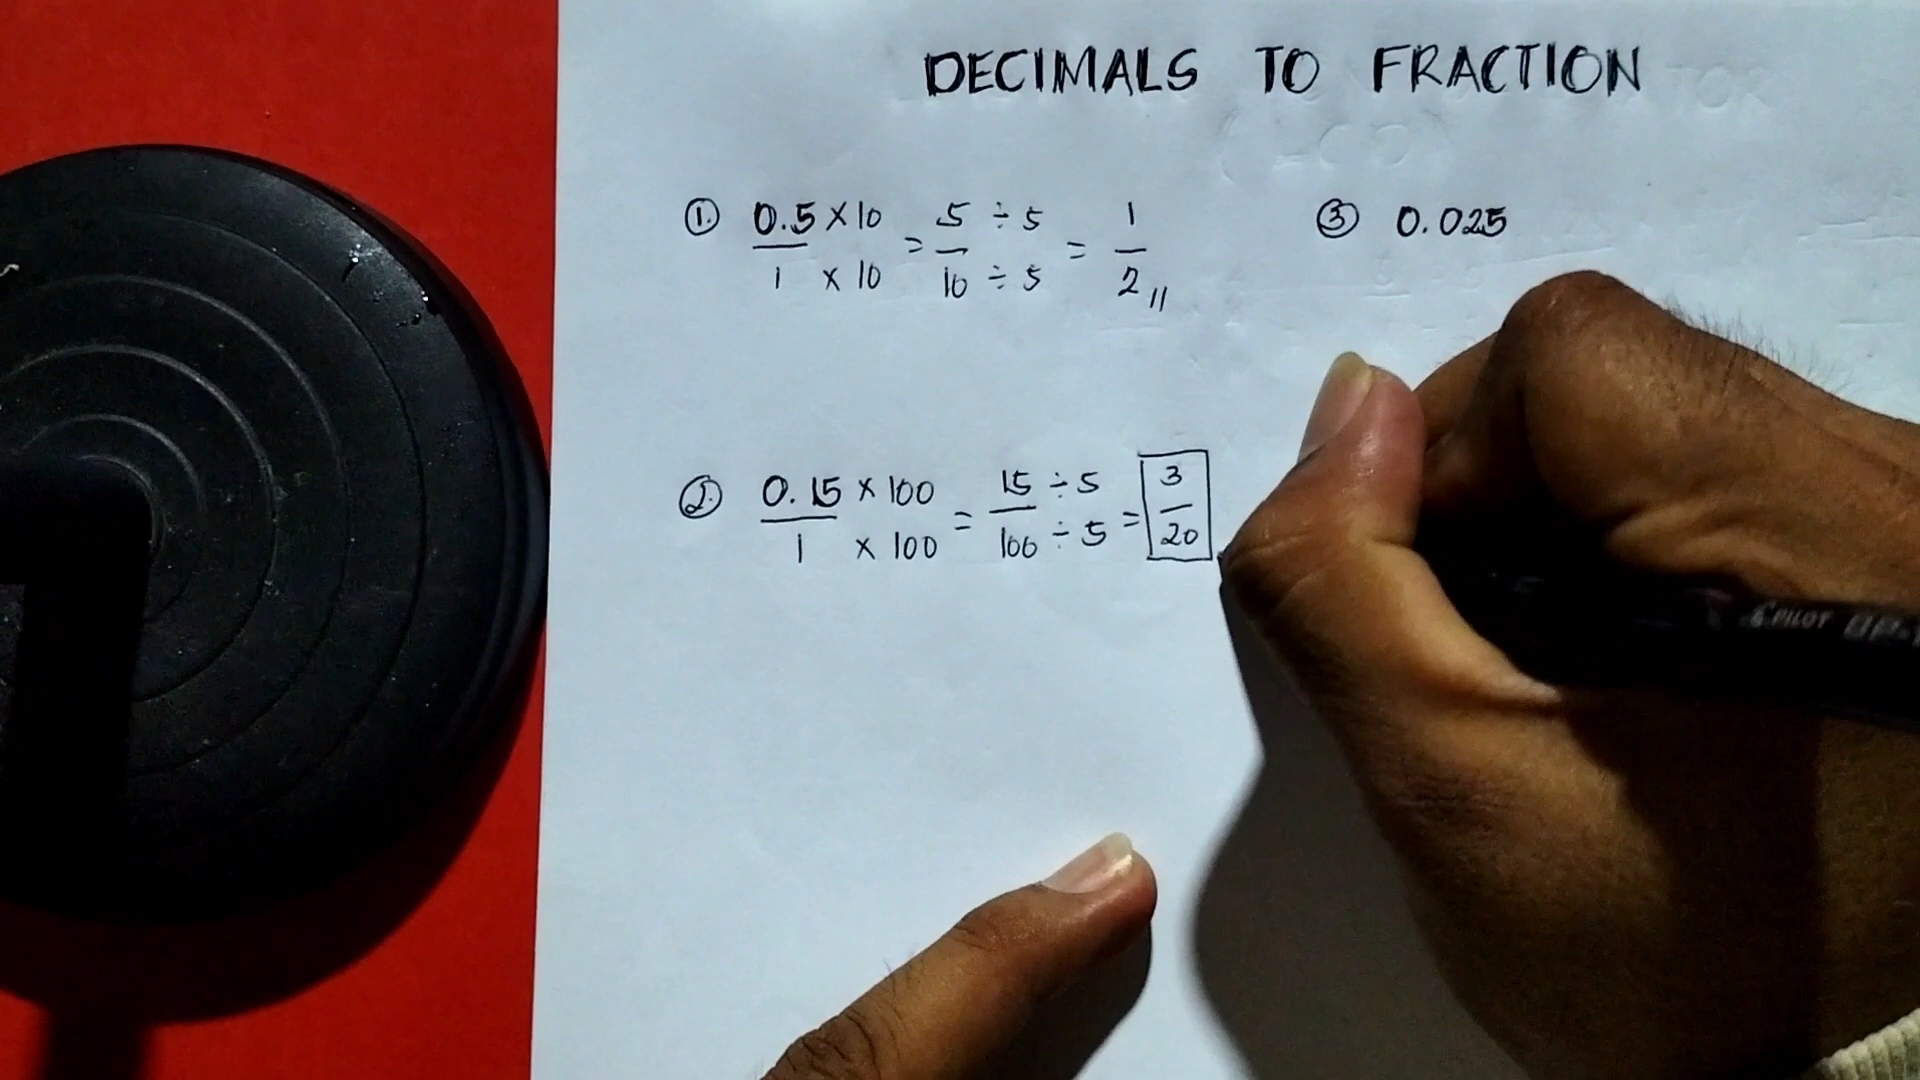 DECIMALS TO FRACTION
① 0.5 × 10 / 1 × 10 = 5 ÷ 5 / 10 ÷ 5 = 1 / 2 //
② 0.15 × 100 / 1 × 100 = 15 ÷ 5 / 100 ÷ 5 = 3 / 20
③ 0.025
PILOT